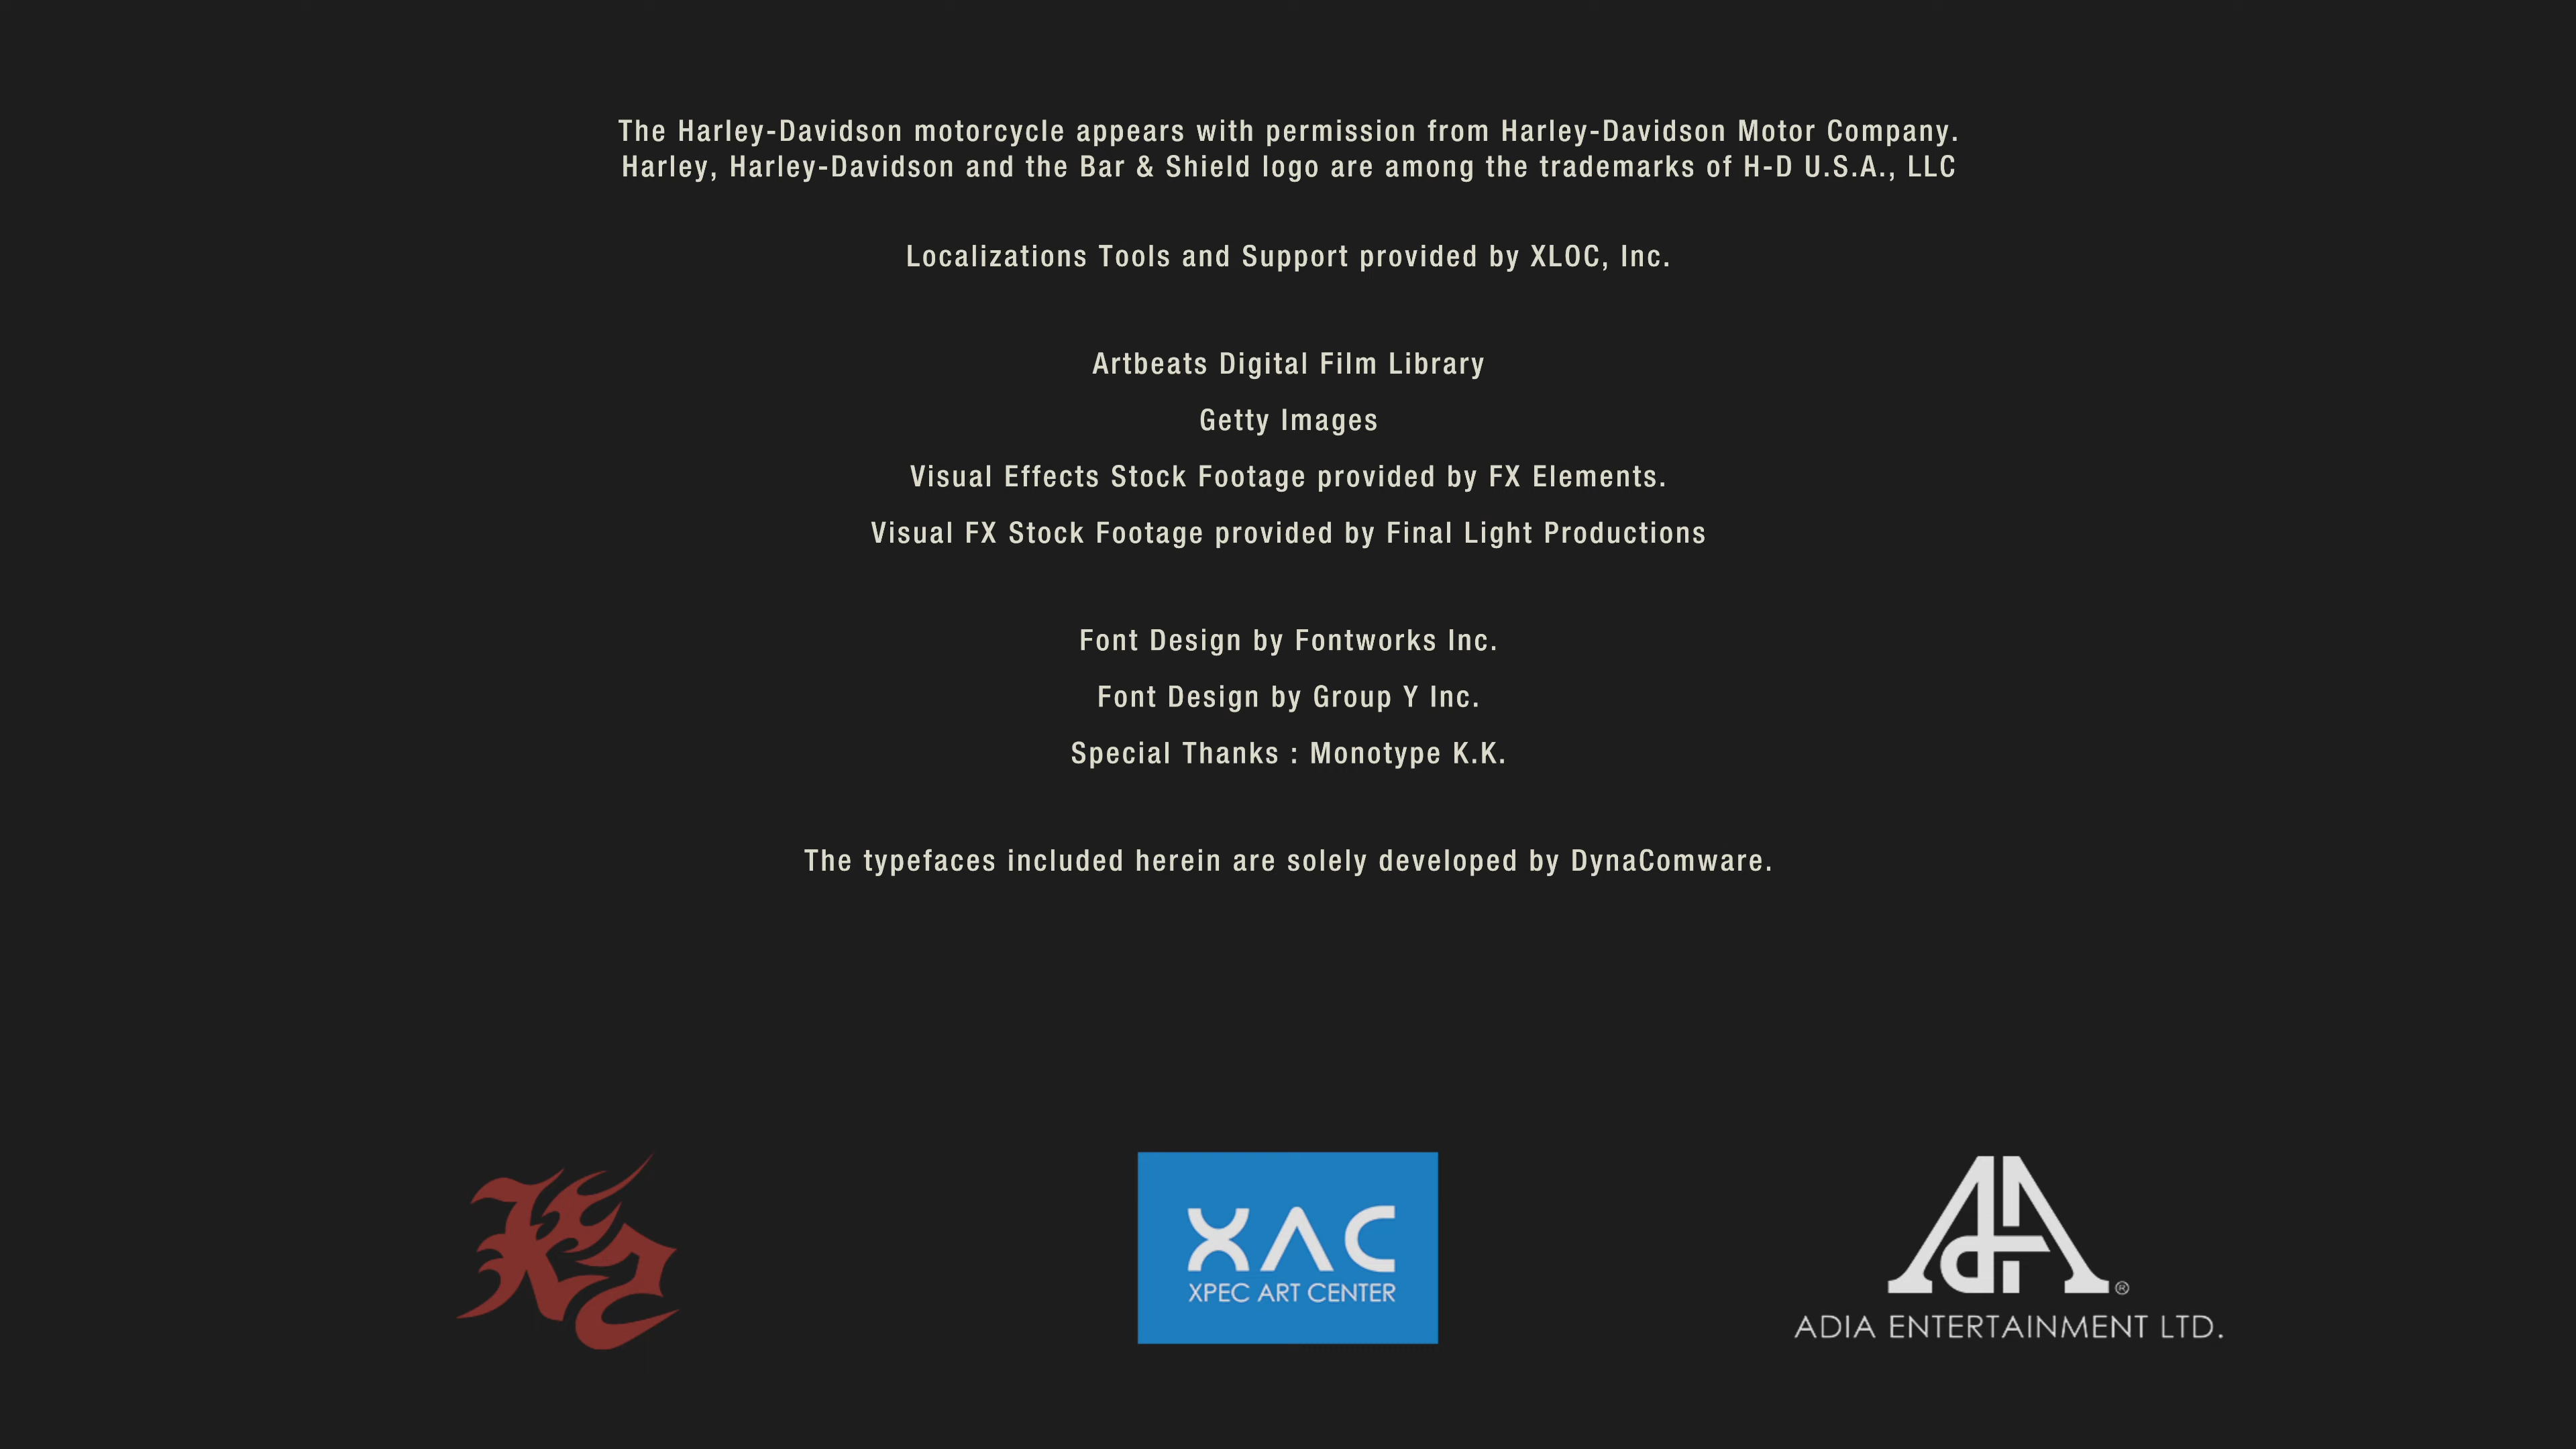 The Harley-Davidson motorcycle appears with permission from Harley-Davidson Motor Company.
Harley, Harley-Davidson and the Bar & Shield logo are among the trademarks of H-D U.S.A., LLC
Localizations Tools and Support provided by XLOC, Inc.
Artbeats Digital Film Library
Getty Images
Visual Effects Stock Footage provided by FX Elements.
Visual FX Stock Footage provided by Final Light Productions
Font Design by Fontworks Inc.
Font Design by Group Y Inc.
Special Thanks : Monotype K.K.
The typefaces included herein are solely developed by DynaComware.
XAC
XPEC ART CENTER
®
ADIA ENTERTAINMENT LTD.